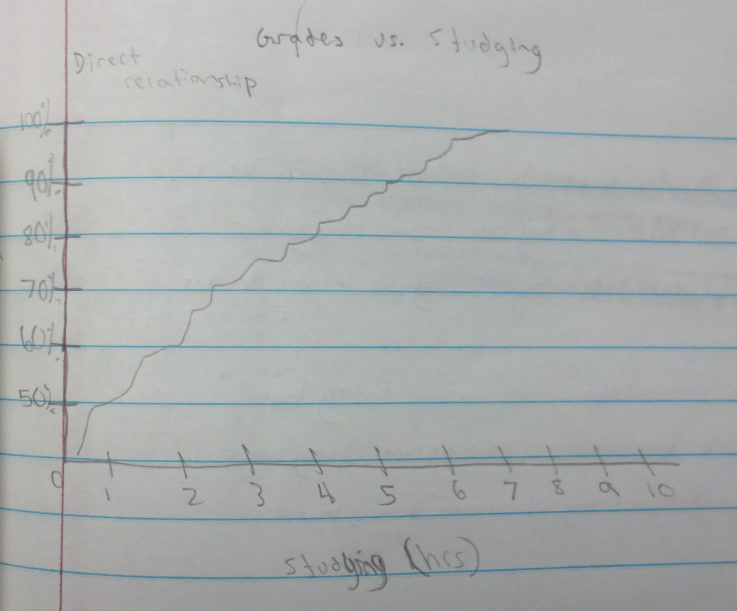 Grades vs. Studying
Direct
relationship
100%
90%
80%
70%
60%
50%
0 1 2 3 4 5 6 7 8 9 10
Studying (hrs)